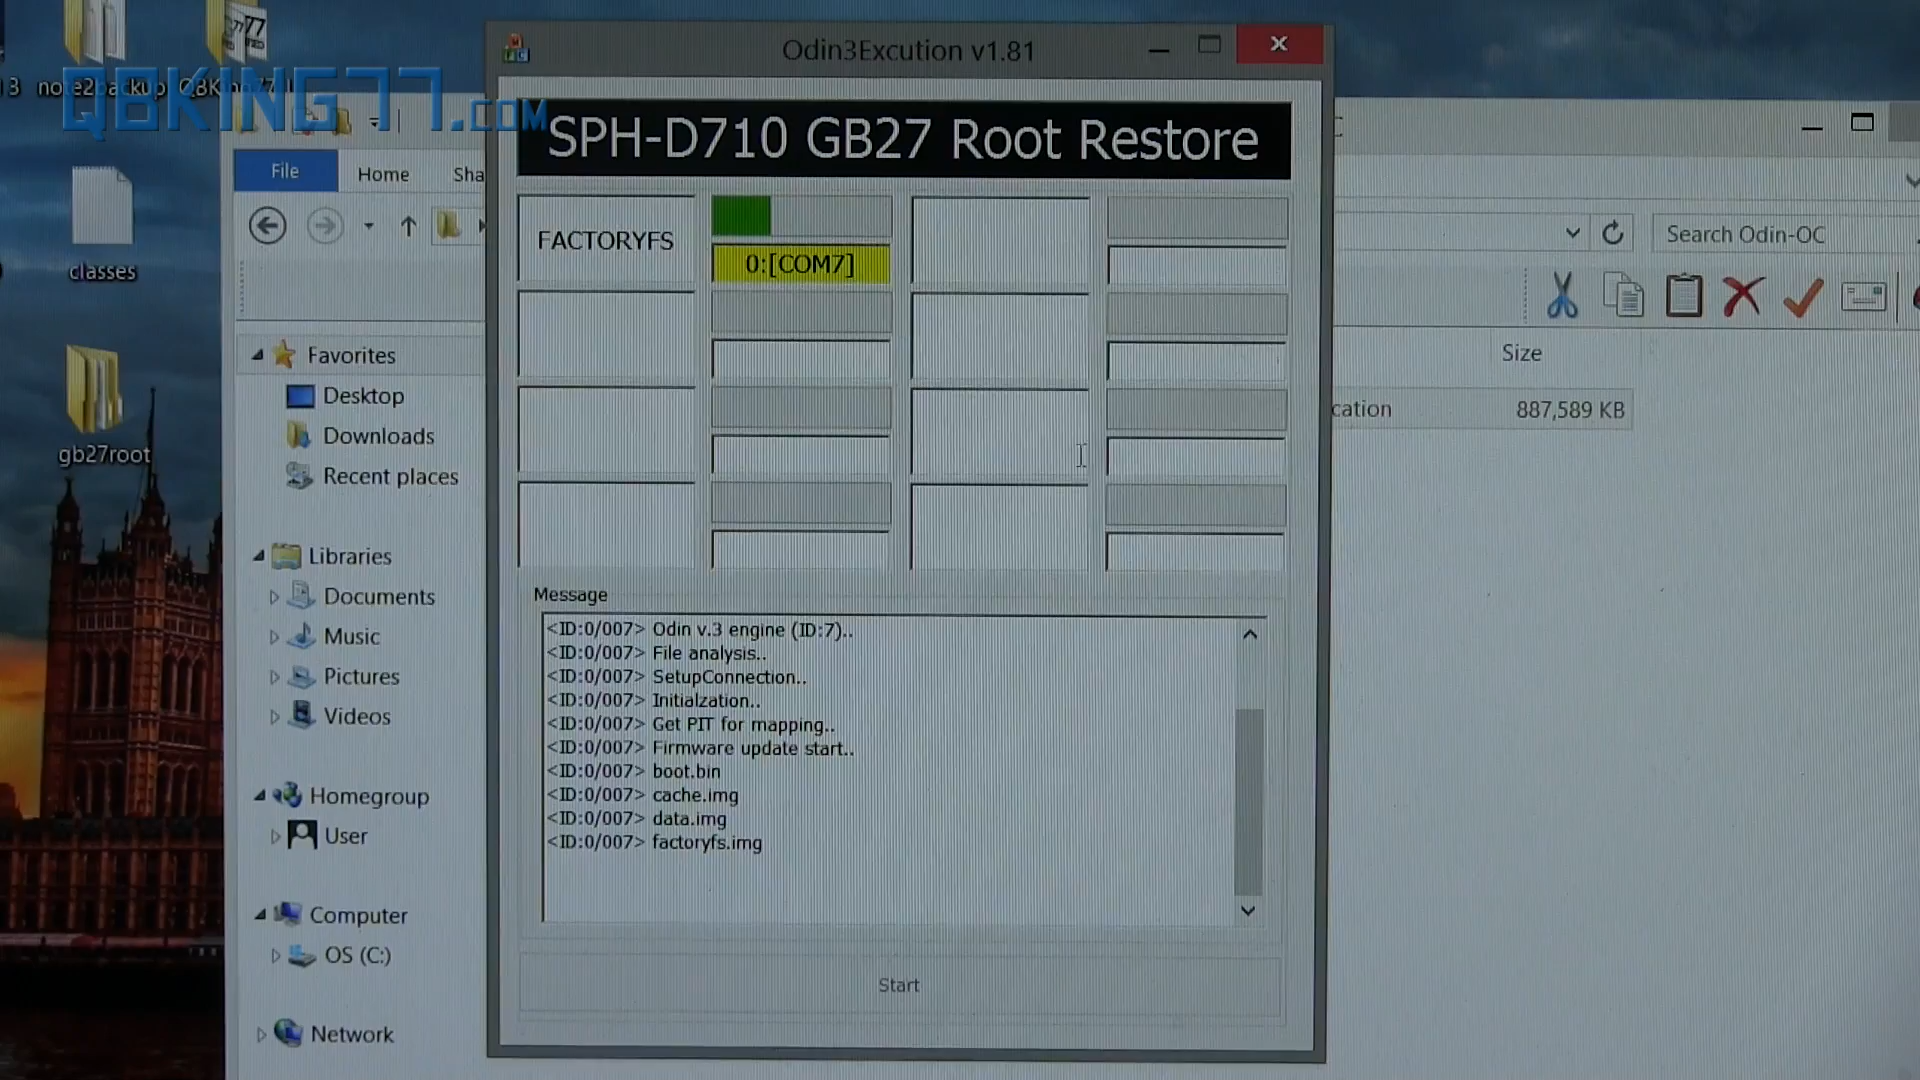 Odin3Excution v1.81
note2backup
QBKING77.COM
SPH-D710 GB27 Root Restore
File
Home
Sha
FACTORYFS
0:[COM7]
Search Odin-OC
classes
Favorites
Size
Desktop
cation
887,589 KB
Downloads
gb27root
Recent places
Libraries
Documents
Music
Pictures
Videos
Homegroup
User
Computer
OS (C:)
Network
Message
<ID:0/007> Odin v.3 engine (ID:7)..
<ID:0/007> File analysis..
<ID:0/007> SetupConnection..
<ID:0/007> Initialzation..
<ID:0/007> Get PIT for mapping..
<ID:0/007> Firmware update start..
<ID:0/007> boot.bin
<ID:0/007> cache.img
<ID:0/007> data.img
<ID:0/007> factoryfs.img
Start